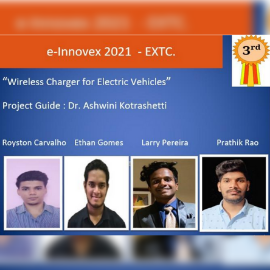 e-Innovex 2021 - EXTC.
3rd
"Wireless Charger for Electric Vehicles"
Project Guide : Dr. Ashwini Kotrashetti
Royston Carvalho Ethan Gomes Larry Pereira Prathik Rao